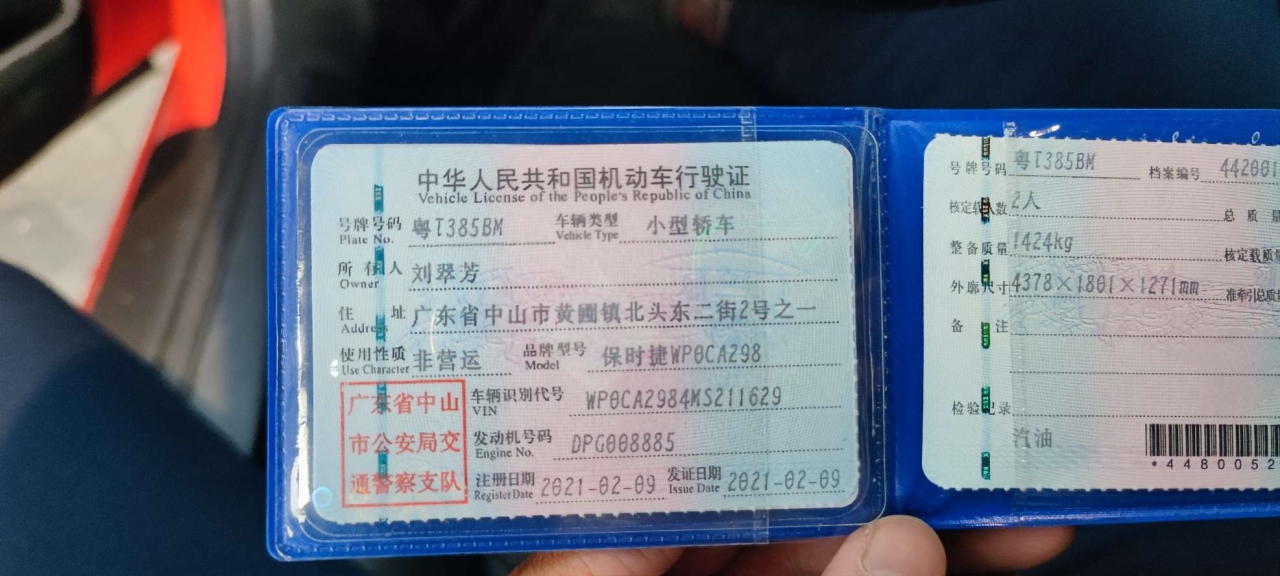 中华人民共和国机动车行驶证
Vehicle License of the People's Republic of China
号牌号码 粤T385BM 车辆类型 小型轿车
Plate No. Vehicle Type
所有人 刘翠芳
Owner
住址 广东省中山市黄圃镇北头东二街2号之一
Address
使用性质 非营运 品牌型号 保时捷WP0CA298
Use Character Model
广东省中山
市公安局交
通警察支队
车辆识别代号 WP0CA2984MS211629
VIN
发动机号码 DPG008885
Engine No.
注册日期 2021-02-09 发证日期 2021-02-09
Register Date Issue Date
号牌号码 粤T385BM 档案编号 442001
核定载人数 2人 总质量
整备质量 1424kg 核定载质量
外廓尺寸 4378×1801×1271mm 准牵引总质
备注
检验记录
汽油
*4480052